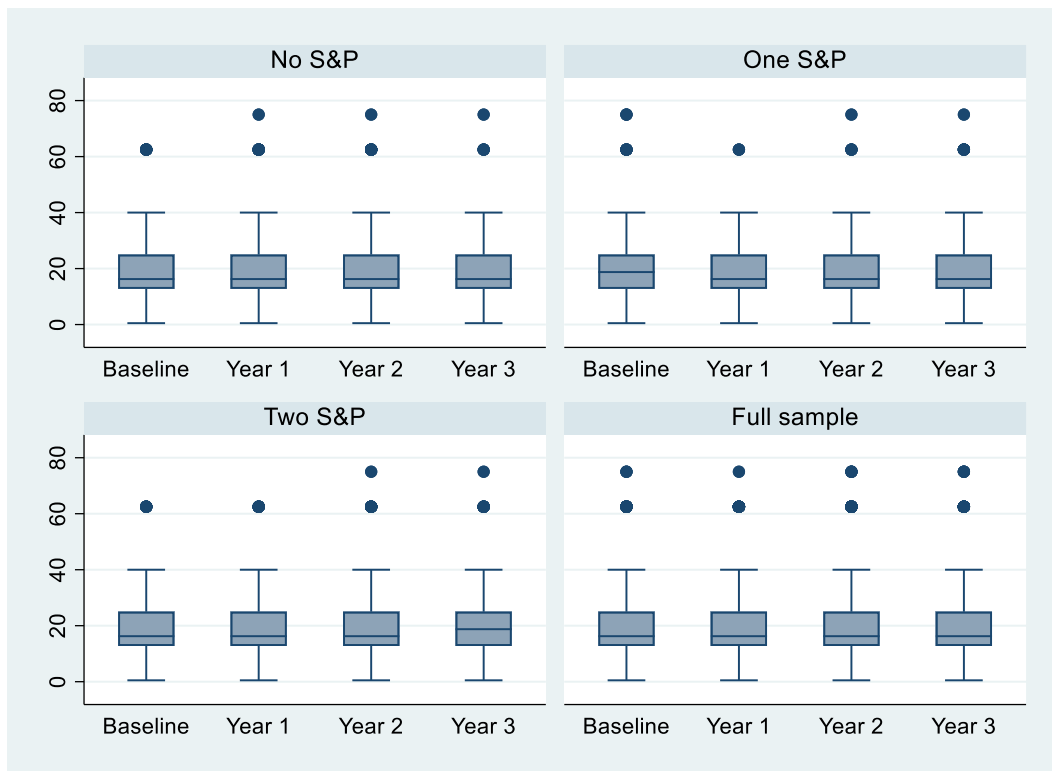 No S&P
One S&P
80
60
40
20
0
Baseline Year 1 Year 2 Year 3
Baseline Year 1 Year 2 Year 3
Two S&P
Full sample
80
60
40
20
0
Baseline Year 1 Year 2 Year 3
Baseline Year 1 Year 2 Year 3